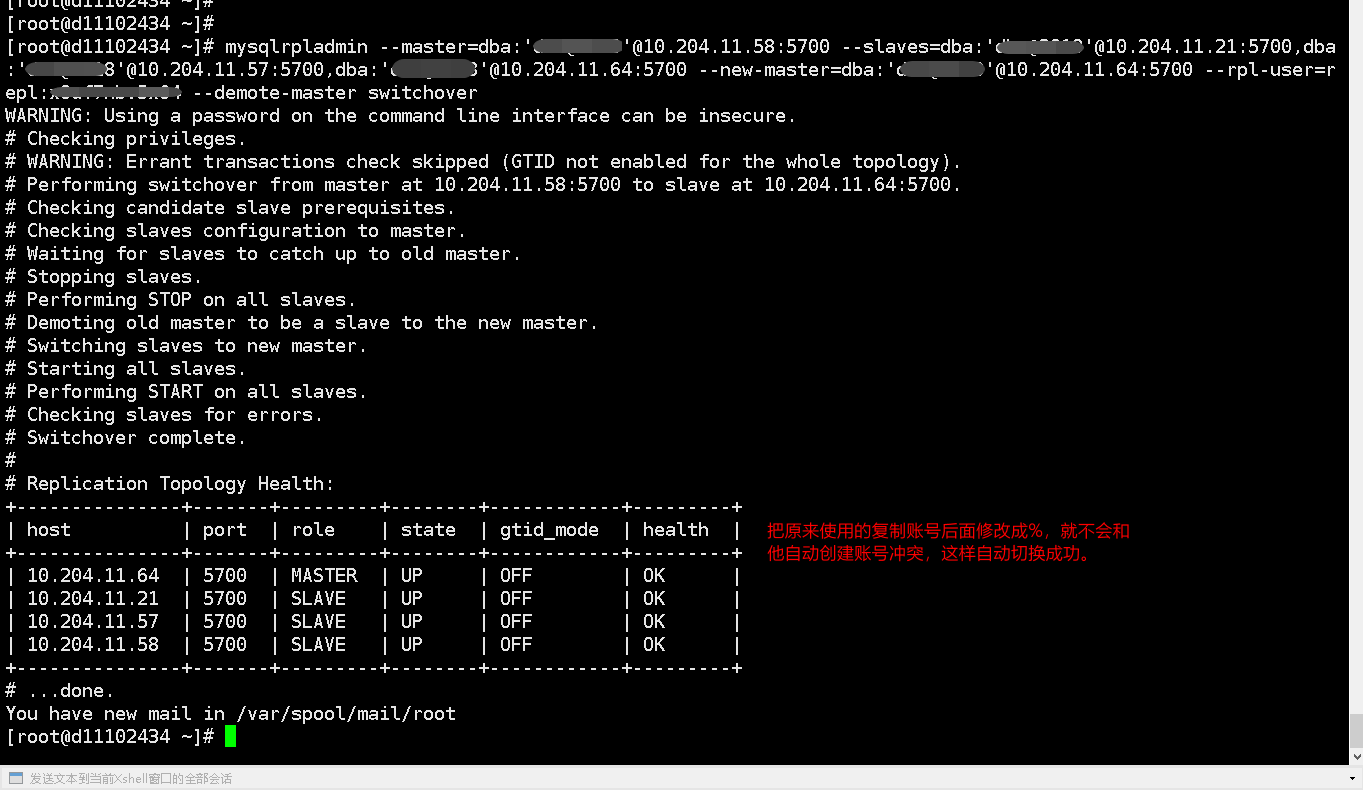 [root@d11102434 ~]#
[root@d11102434 ~]#
[root@d11102434 ~]# mysqlrpladmin --master=dba:' '@10.204.11.58:5700 --slaves=dba:' '@10.204.11.21:5700,dba
:' 8'@10.204.11.57:5700,dba:' '@10.204.11.64:5700 --new-master=dba:' '@10.204.11.64:5700 --rpl-user=r
epl: --demote-master switchover
WARNING: Using a password on the command line interface can be insecure.
# Checking privileges.
# WARNING: Errant transactions check skipped (GTID not enabled for the whole topology).
# Performing switchover from master at 10.204.11.58:5700 to slave at 10.204.11.64:5700.
# Checking candidate slave prerequisites.
# Checking slaves configuration to master.
# Waiting for slaves to catch up to old master.
# Stopping slaves.
# Performing STOP on all slaves.
# Demoting old master to be a slave to the new master.
# Switching slaves to new master.
# Starting all slaves.
# Performing START on all slaves.
# Checking slaves for errors.
# Switchover complete.
#
# Replication Topology Health:
+---------------+-------+---------+--------+------------+---------+
| host | port | role | state | gtid_mode | health |
+---------------+-------+---------+--------+------------+---------+
| 10.204.11.64 | 5700 | MASTER | UP | OFF | OK |
| 10.204.11.21 | 5700 | SLAVE | UP | OFF | OK |
| 10.204.11.57 | 5700 | SLAVE | UP | OFF | OK |
| 10.204.11.58 | 5700 | SLAVE | UP | OFF | OK |
+---------------+-------+---------+--------+------------+---------+
把原来使用的复制账号后面修改成%，就不会和
他自动创建账号冲突，这样自动切换成功。
# ...done.
You have new mail in /var/spool/mail/root
[root@d11102434 ~]#
发送文本到当前Xshell窗口的全部会话